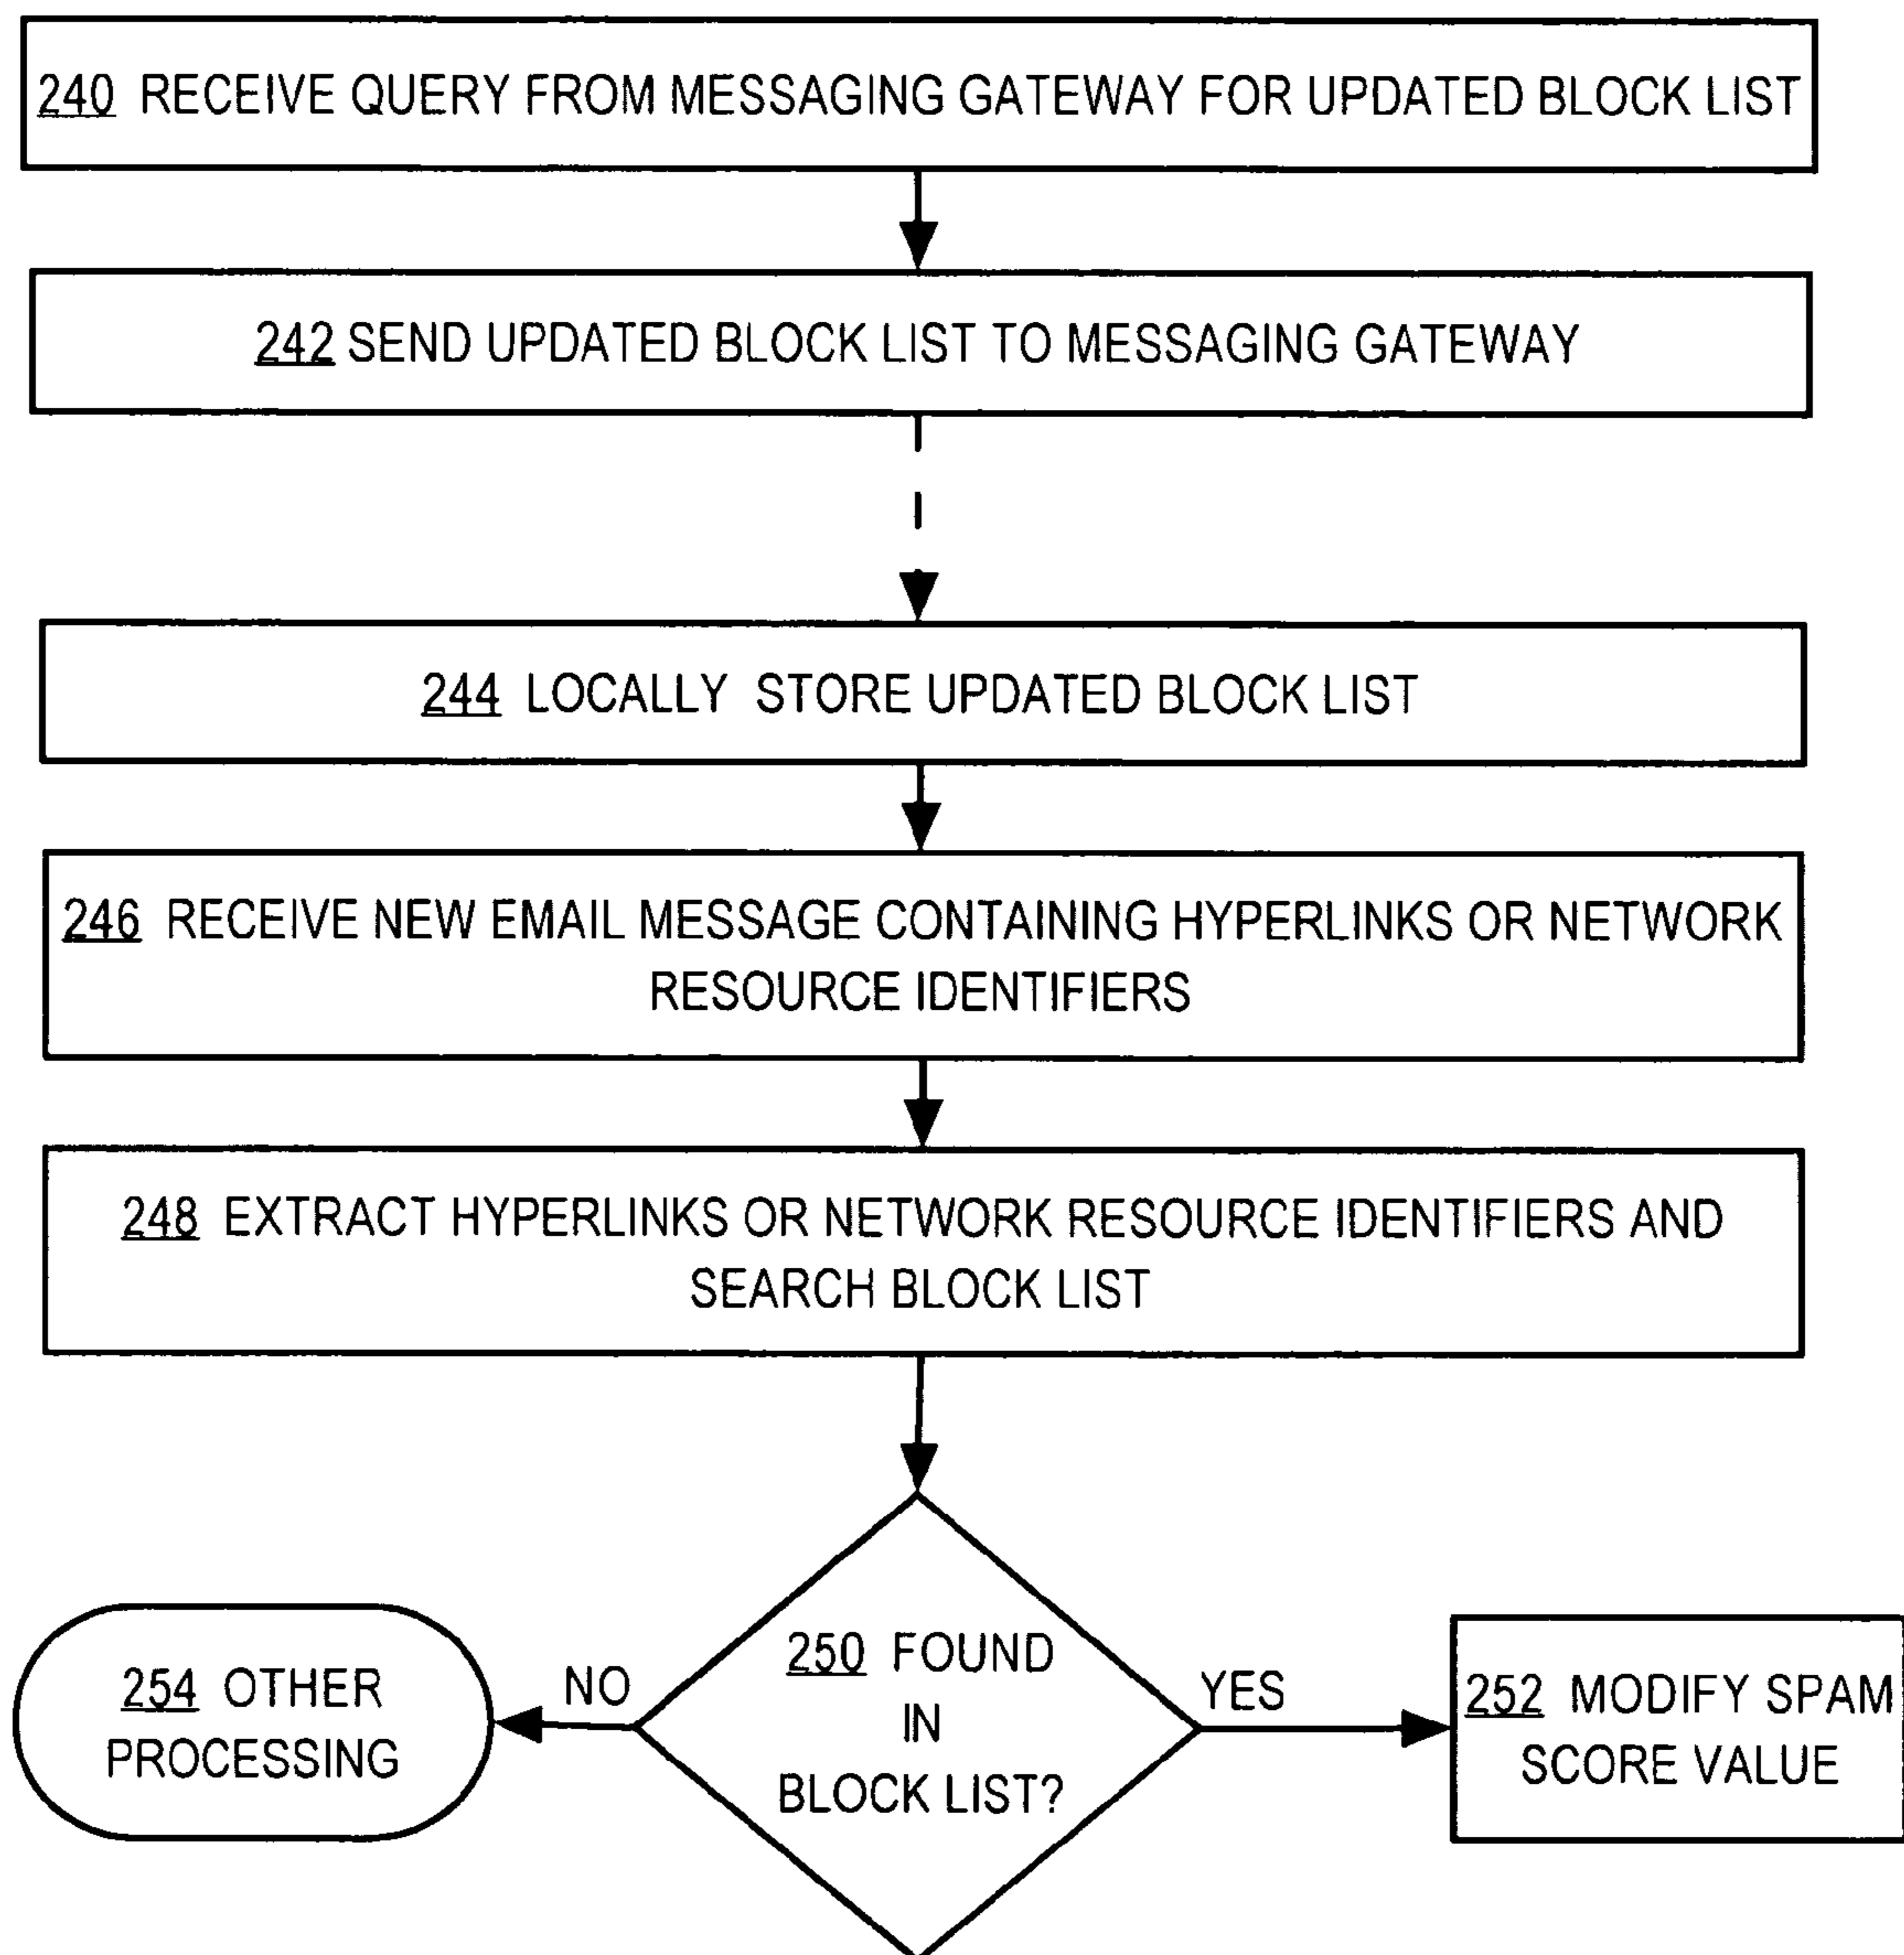 240 RECEIVE QUERY FROM MESSAGING GATEWAY FOR UPDATED BLOCK LIST
242 SEND UPDATED BLOCK LIST TO MESSAGING GATEWAY
244 LOCALLY STORE UPDATED BLOCK LIST
246 RECEIVE NEW EMAIL MESSAGE CONTAINING HYPERLINKS OR NETWORK
RESOURCE IDENTIFIERS
248 EXTRACT HYPERLINKS OR NETWORK RESOURCE IDENTIFIERS AND
SEARCH BLOCK LIST
250 FOUND
IN
BLOCK LIST?
NO
254 OTHER
PROCESSING
YES
252 MODIFY SPAM
SCORE VALUE